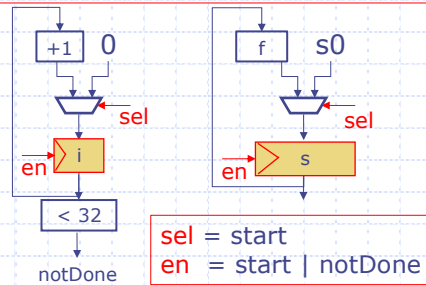 +1 0 f s0
sel sel
en i en s
< 32
notDone
sel = start
en = start | notDone